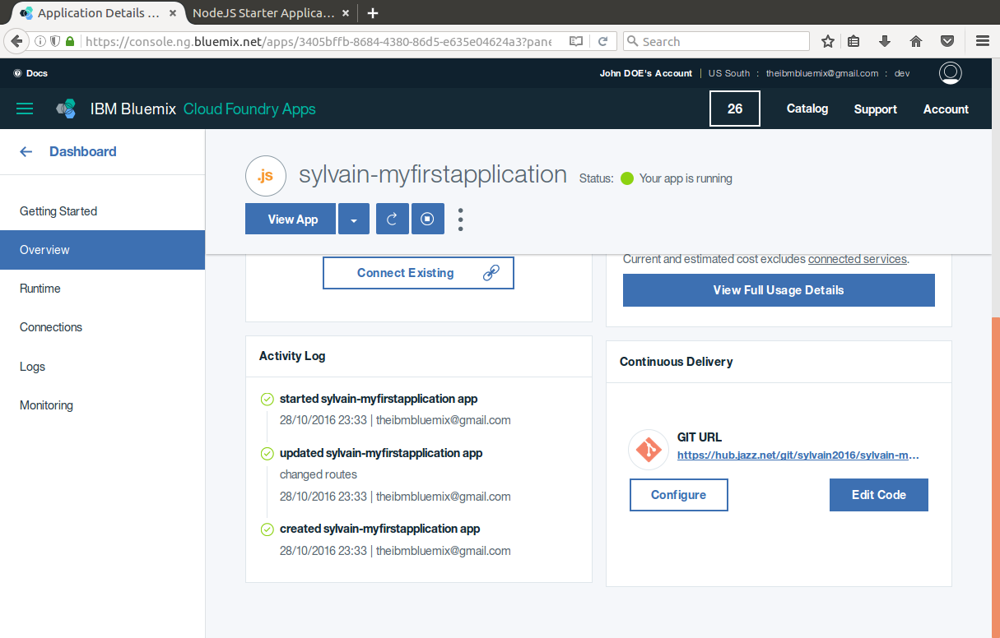 Application Details ... ×
NodeJS Starter Applica... ×
https://console.ng.bluemix.net/apps/3405bffb-8684-4380-86d5-e635e04624a3?pane
Search
Docs
John DOE's Account | US South : theibmbluemix@gmail.com : dev
IBM Bluemix Cloud Foundry Apps
26
Catalog
Support
Account
Dashboard
Getting Started
Overview
Runtime
Connections
Logs
Monitoring
.js
sylvain-myfirstapplication
Status: Your app is running
View App
Connect Existing
Current and estimated cost excludes connected services.
View Full Usage Details
Activity Log
started sylvain-myfirstapplication app
28/10/2016 23:33 | theibmbluemix@gmail.com
updated sylvain-myfirstapplication app
changed routes
28/10/2016 23:33 | theibmbluemix@gmail.com
created sylvain-myfirstapplication app
28/10/2016 23:33 | theibmbluemix@gmail.com
Continuous Delivery
GIT URL
https://hub.jazz.net/git/sylvain2016/sylvain-m...
Configure
Edit Code